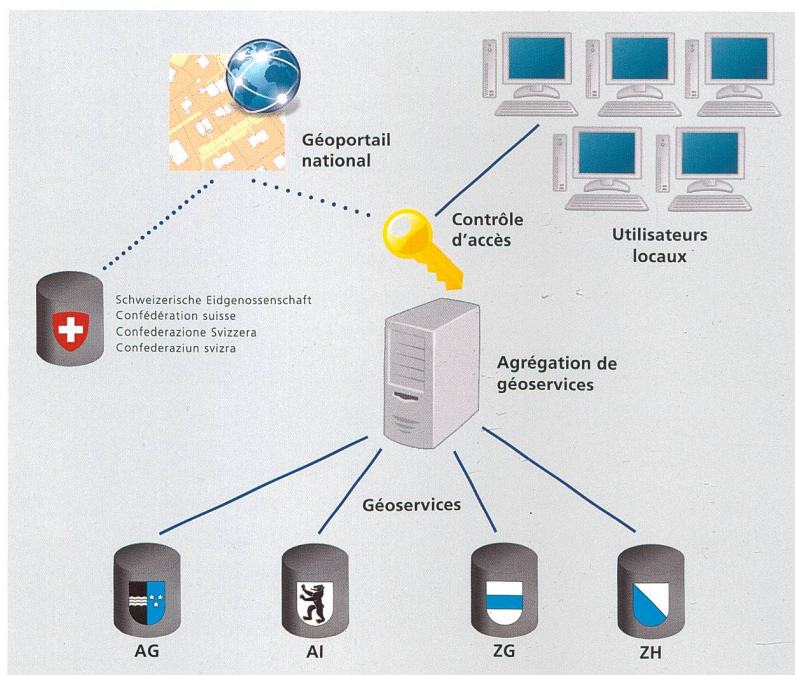 Géoportail
national
Contrôle
d'accès
Utilisateurs
locaux
Schweizerische Eidgenossenschaft
Confédération suisse
Confederazione Svizzera
Confederaziun svizra
Agrégation de
géoservices
Géoservices
AG
AI
ZG
ZH